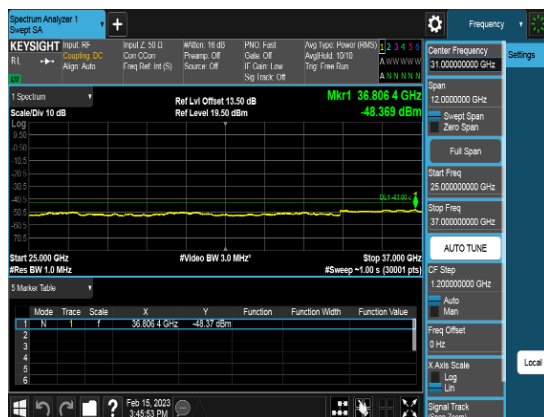 Spectrum Analyzer 1
Swept SA
+
Frequency
KEYSIGHT
Input: RF
Input Z: 50 Ω
#Atten: 16 dB
PNO: Fast
Avg Type: Power (RMS)
1 2 3 4 5 6
RL
Coupling: DC
Corr CCorr
Preamp: Off
Gate: Off
Avg|Hold: 10/10
A W W W W W
Align: Auto
Freq Ref: Int (S)
Source: Off
IF Gain: Low
Trig: Free Run
Sig Track: Off
A N N N N N
1 Spectrum
Scale/Div 10 dB
Ref Lvl Offset 13.50 dB
Ref Level 19.50 dBm
Mkr1 36.806 4 GHz
-48.369 dBm
Log
9.50
-0.500
-10.5
-20.5
-30.5
-40.5
-50.5
-60.5
-70.5
DL1 -43.00
Start 25.000 GHz
#Video BW 3.0 MHz*
Stop 37.000 GHz
#Res BW 1.0 MHz
#Sweep ~1.00 s (30001 pts)
5 Marker Table
Mode Trace Scale X Y Function Function Width Function Value
1 N 1 f 36.806 4 GHz -48.37 dBm
2
3
4
5
6
Feb 15, 2023
3:45:53 PM
Center Frequency
31.000000000 GHz
Span
12.0000000 GHz
Swept Span
Zero Span
Full Span
Start Freq
25.000000000 GHz
Stop Freq
37.000000000 GHz
AUTO TUNE
CF Step
1.200000000 GHz
Auto
Man
Freq Offset
0 Hz
X Axis Scale
Log
Lin
Signal Track
Settings
Local